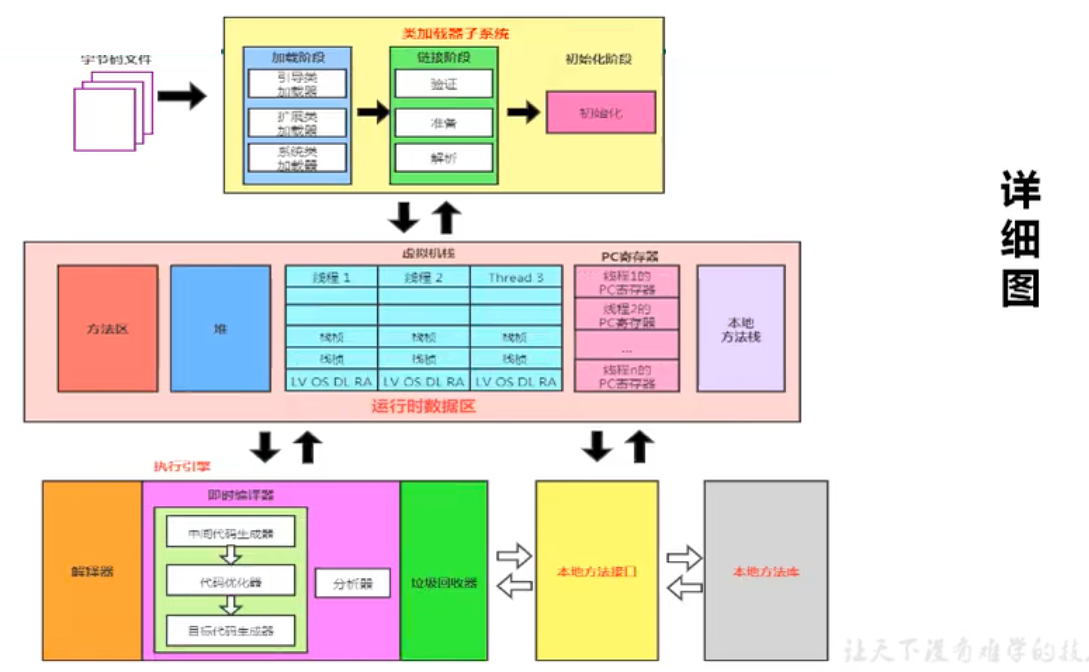 类加载器子系统
字节码文件
加载阶段
引导类
加载器
扩展类
加载器
系统类
加载器
链接阶段
验证
准备
解析
初始化阶段
初始化
详
细
图
虚拟机栈
PC寄存器
方法区
堆
线程 1
线程 2
Thread 3
栈帧
栈帧
栈帧
栈帧
栈帧
栈帧
LV OS DL RA
LV OS DL RA
LV OS DL RA
线程1的
PC寄存器
线程2的
PC寄存器
...
线程n的
PC寄存器
本地
方法栈
运行时数据区
执行引擎
解释器
即时编译器
中间代码生成器
代码优化器
目标代码生成器
分析器
垃圾回收器
本地方法接口
本地方法库
让天下没有难学的技